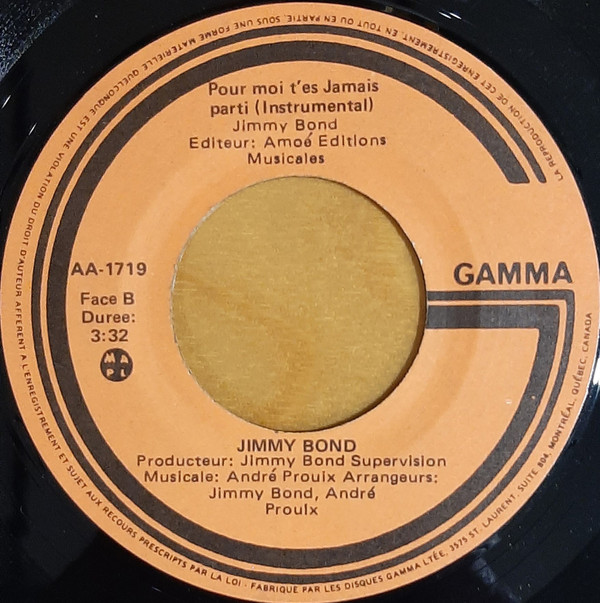 Pour moi t'es Jamais
parti (Instrumental)
Jimmy Bond
Editeur: Amoé Editions
Musicales
AA-1719
Face B
Duree:
3:32
M A
P L
GAMMA
JIMMY BOND
Producteur: Jimmy Bond Supervision
Musicale: André Proulx Arrangeurs:
Jimmy Bond, André
Proulx
FABRIQUE PAR LES DISQUES GAMMA LTÉE, 3575 ST. LAURENT, SUITE 804, MONTRÉAL, QUÉBEC, CANADA
LA REPRODUCTION DE CET ENREGISTREMENT, EN TOUT OU EN PARTIE, SOUS UNE FORME MATERIELLE QUELCONQUE EST UNE VIOLATION DU DROIT D'AUTEUR AFFERENT A L'ENREGISTREMENT ET SUJET AUX RECOURS PRESCRIPTS PAR LA LOI -